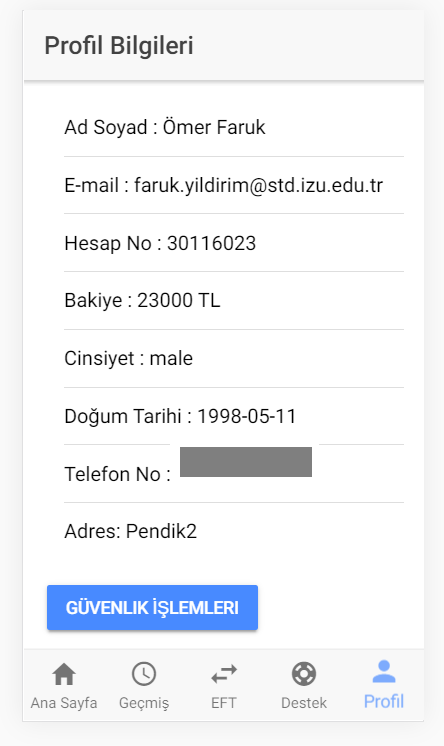 Profil Bilgileri
Ad Soyad : Ömer Faruk
E-mail : faruk.yildirim@std.izu.edu.tr
Hesap No : 30116023
Bakiye : 23000 TL
Cinsiyet : male
Doğum Tarihi : 1998-05-11
Telefon No :
Adres: Pendik2
GÜVENLIK İŞLEMLERI
Ana Sayfa Geçmiş EFT Destek Profil